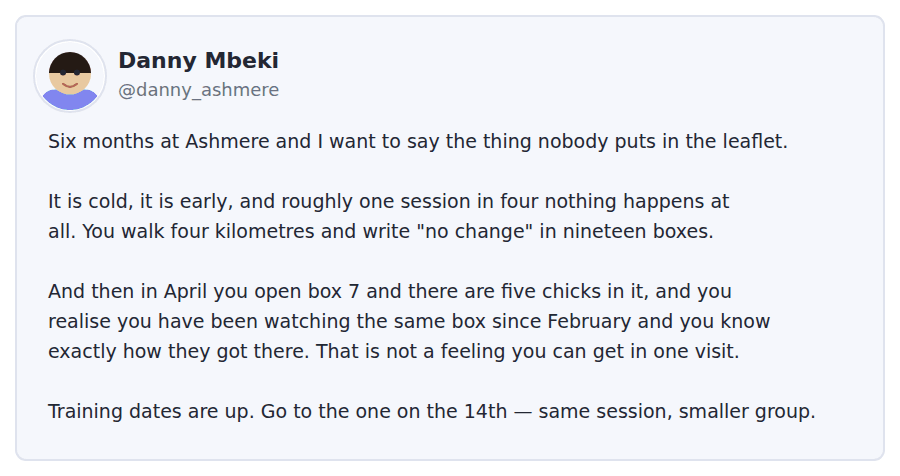 Danny Mbeki
@danny_ashmere
Six months at Ashmere and I want to say the thing nobody puts in the leaflet.
It is cold, it is early, and roughly one session in four nothing happens at
all. You walk four kilometres and write "no change" in nineteen boxes.
And then in April you open box 7 and there are five chicks in it, and you
realise you have been watching the same box since February and you know
exactly how they got there. That is not a feeling you can get in one visit.
Training dates are up. Go to the one on the 14th — same session, smaller group.